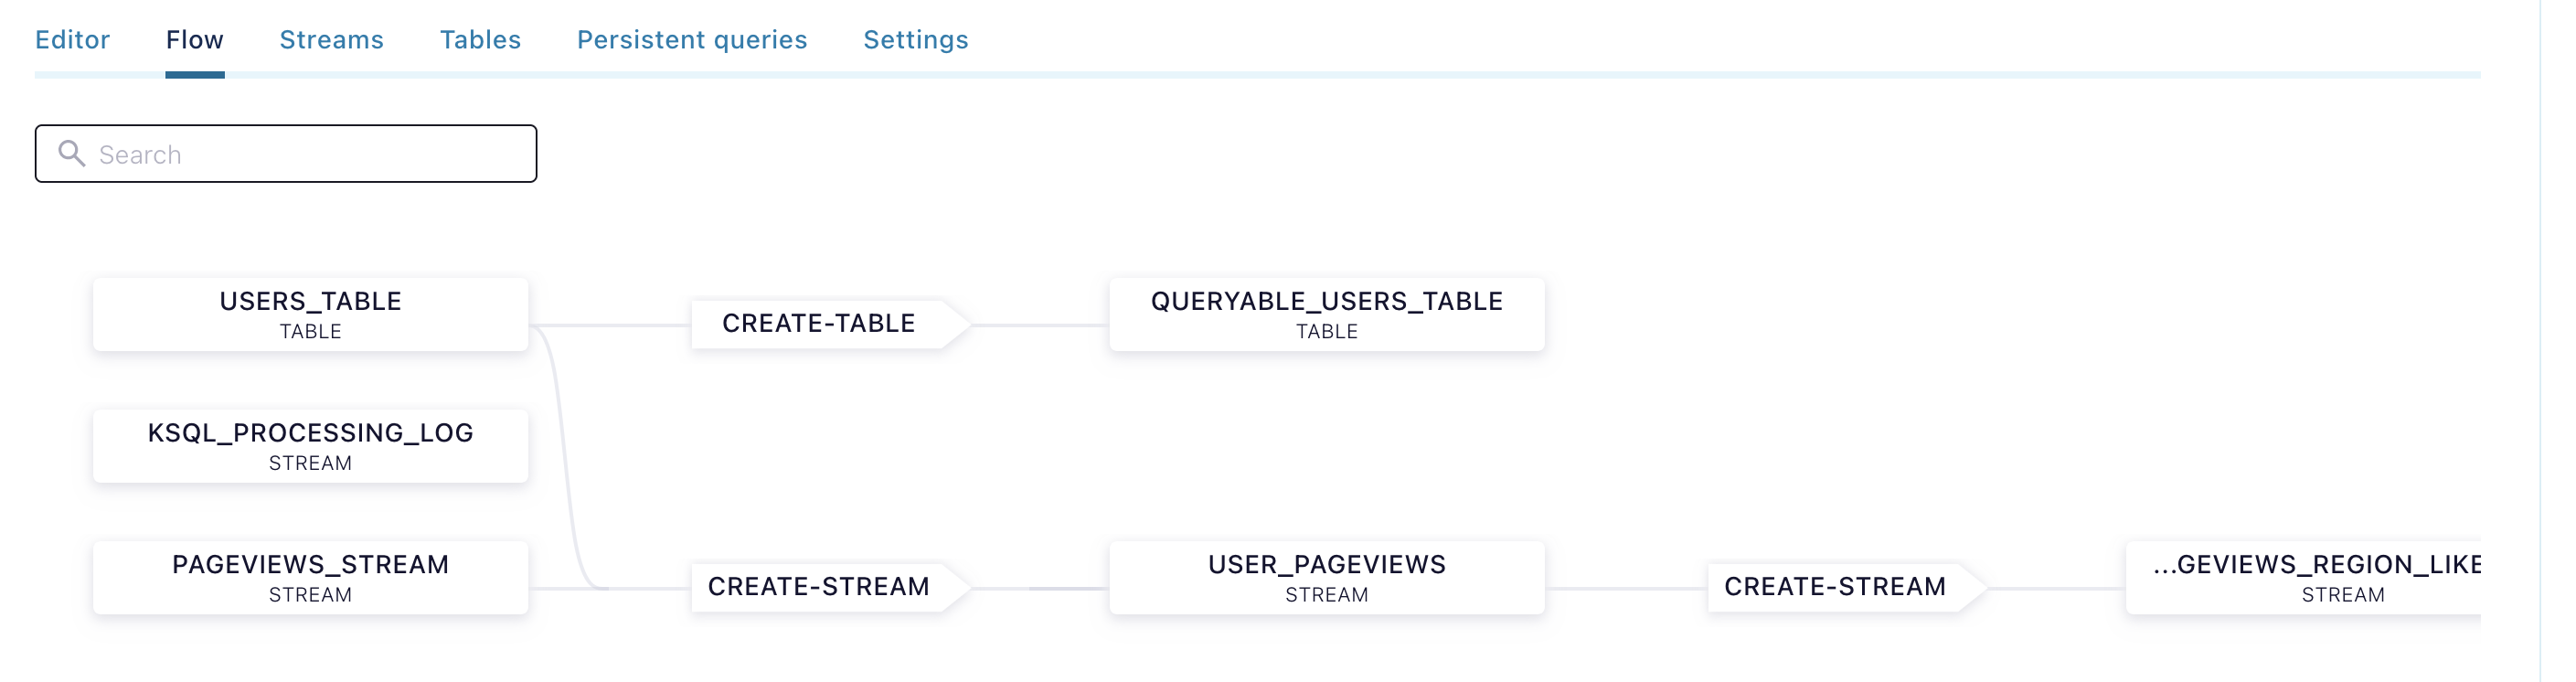 Editor Flow Streams Tables Persistent queries Settings
Search
USERS_TABLE
TABLE
CREATE-TABLE
QUERYABLE_USERS_TABLE
TABLE
KSQL_PROCESSING_LOG
STREAM
PAGEVIEWS_STREAM
STREAM
CREATE-STREAM
USER_PAGEVIEWS
STREAM
CREATE-STREAM
...GEVIEWS_REGION_LIKE
STREAM